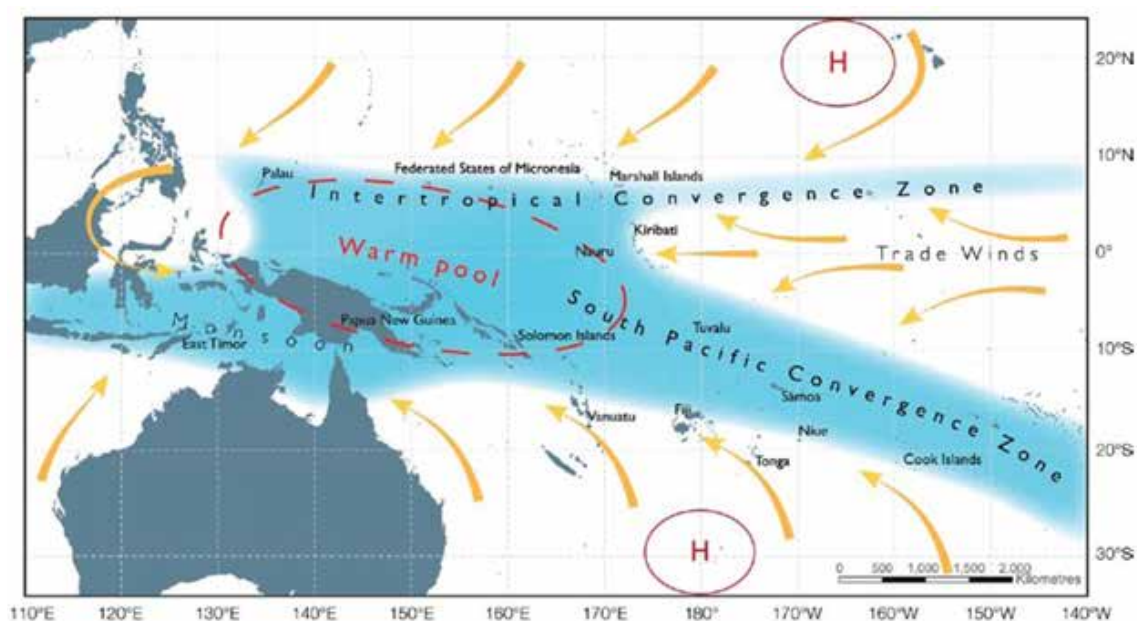 H
20°N
10°N
Palau
Federated States of Micronesia
Marshall Islands
Intertropical Convergence Zone
Kiribati
Nauru
Trade Winds
0°
Warm pool
Monsoon
East Timor
Papua New Guinea
Solomon Islands
Tuvalu
South Pacific Convergence Zone
10°S
Samoa
Vanuatu
Fiji
Niue
Tonga
Cook Islands
20°S
H
30°S
0 500 1,000 1,500 2,000
Kilometres
110°E 120°E 130°E 140°E 150°E 160°E 170°E 180° 170°W 160°W 150°W 140°W